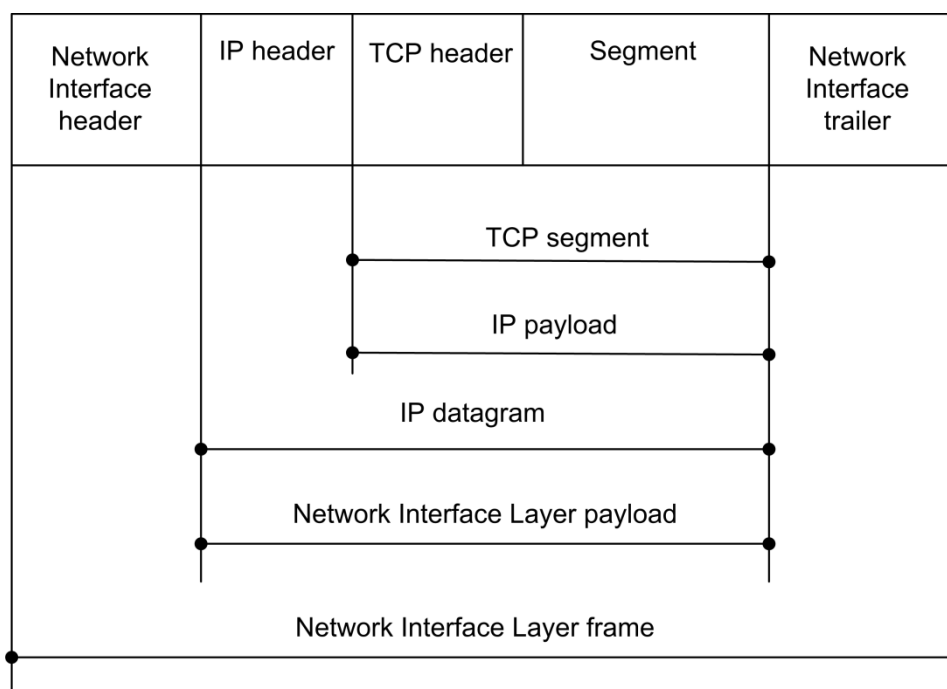 Network
Interface
header
IP header
TCP header
Segment
Network
Interface
trailer
TCP segment
IP payload
IP datagram
Network Interface Layer payload
Network Interface Layer frame